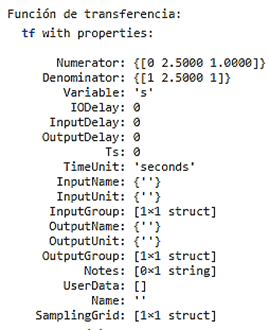 Función de transferencia:
tf with properties:
Numerator: {[0 2.5000 1.0000]}
Denominator: {[1 2.5000 1]}
Variable: 's'
IODelay: 0
InputDelay: 0
OutputDelay: 0
Ts: 0
TimeUnit: 'seconds'
InputName: {''}
InputUnit: {''}
InputGroup: [1×1 struct]
OutputName: {''}
OutputUnit: {''}
OutputGroup: [1×1 struct]
Notes: [0×1 string]
UserData: []
Name: ''
SamplingGrid: [1×1 struct]